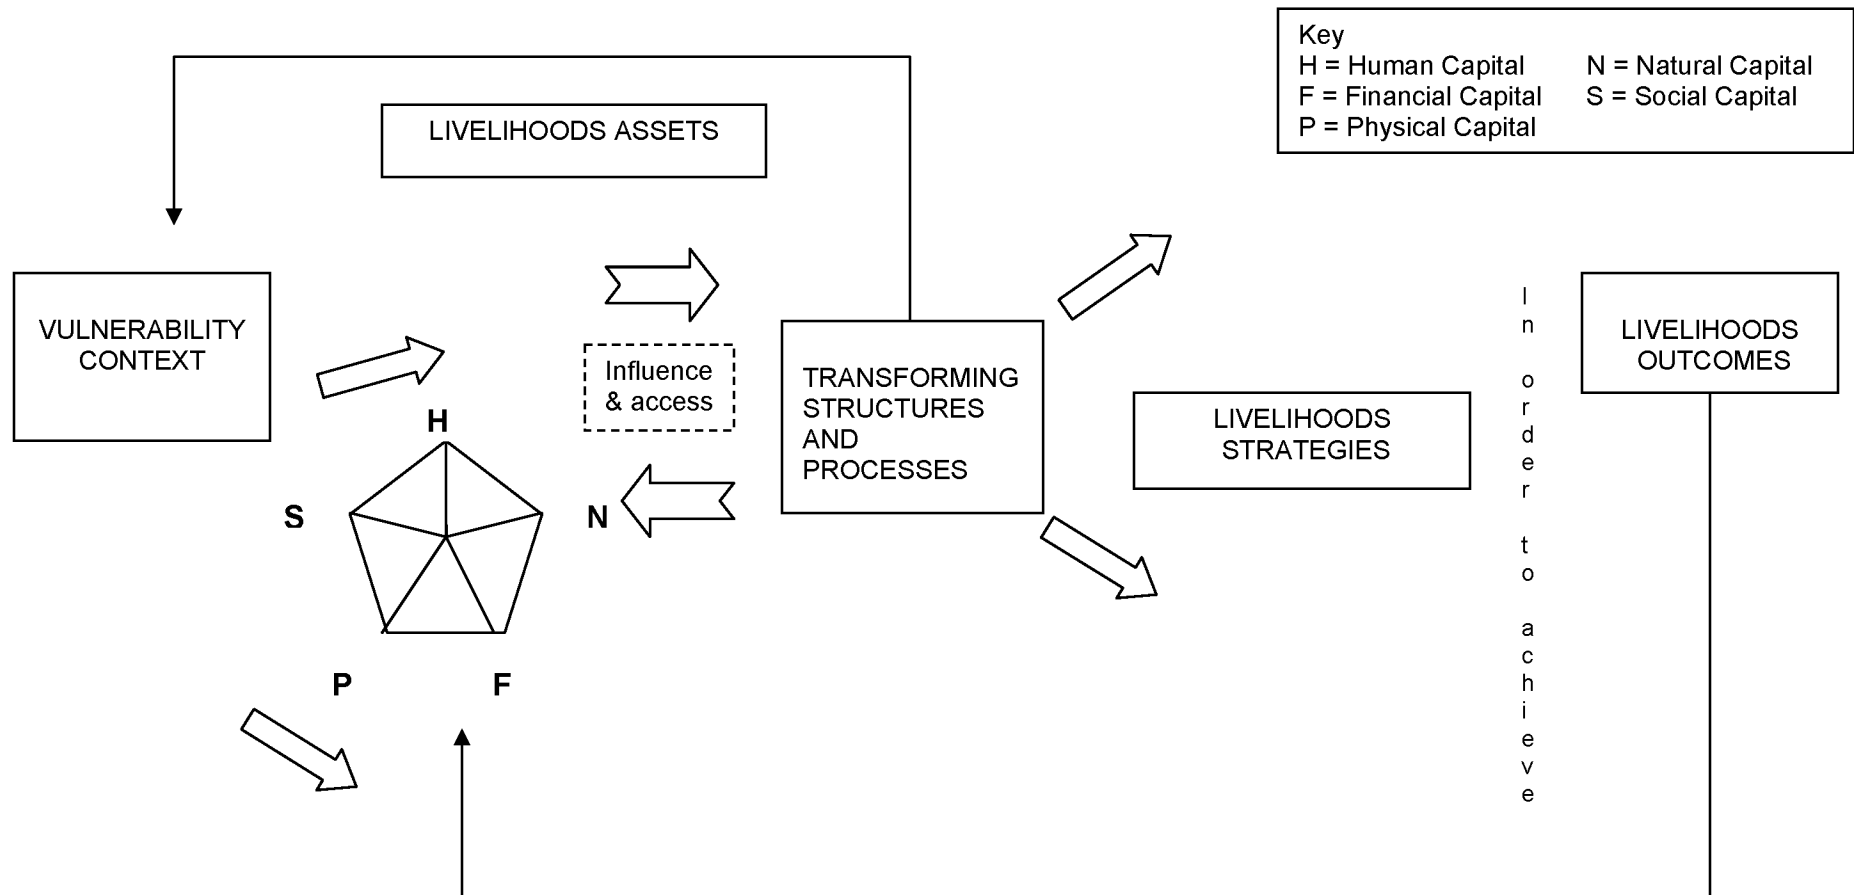 Key
H = Human Capital N = Natural Capital
F = Financial Capital S = Social Capital
P = Physical Capital
LIVELIHOODS ASSETS
VULNERABILITY
CONTEXT
Influence
& access
TRANSFORMING
STRUCTURES
AND
PROCESSES
LIVELIHOODS
STRATEGIES
In order to achieve
LIVELIHOODS
OUTCOMES
H
S N
P F